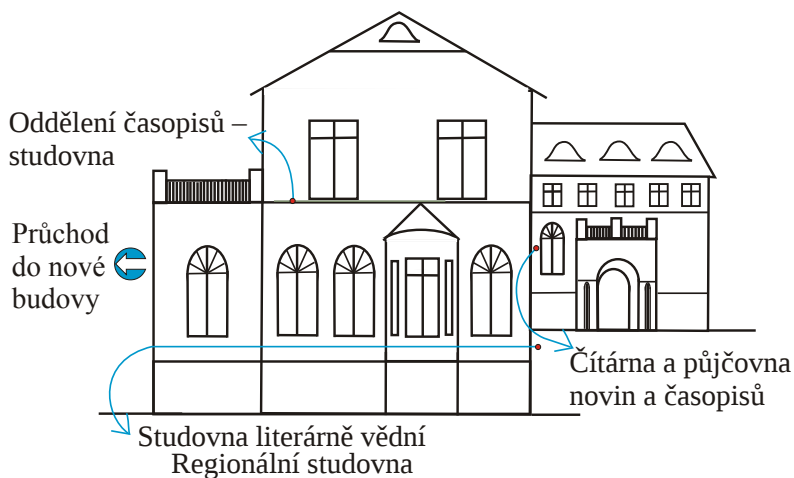 Oddělení časopisů –
studovna
Průchod
do nové
budovy
Čítárna a půjčovna
novin a časopisů
Studovna literárně vědní
Regionální studovna